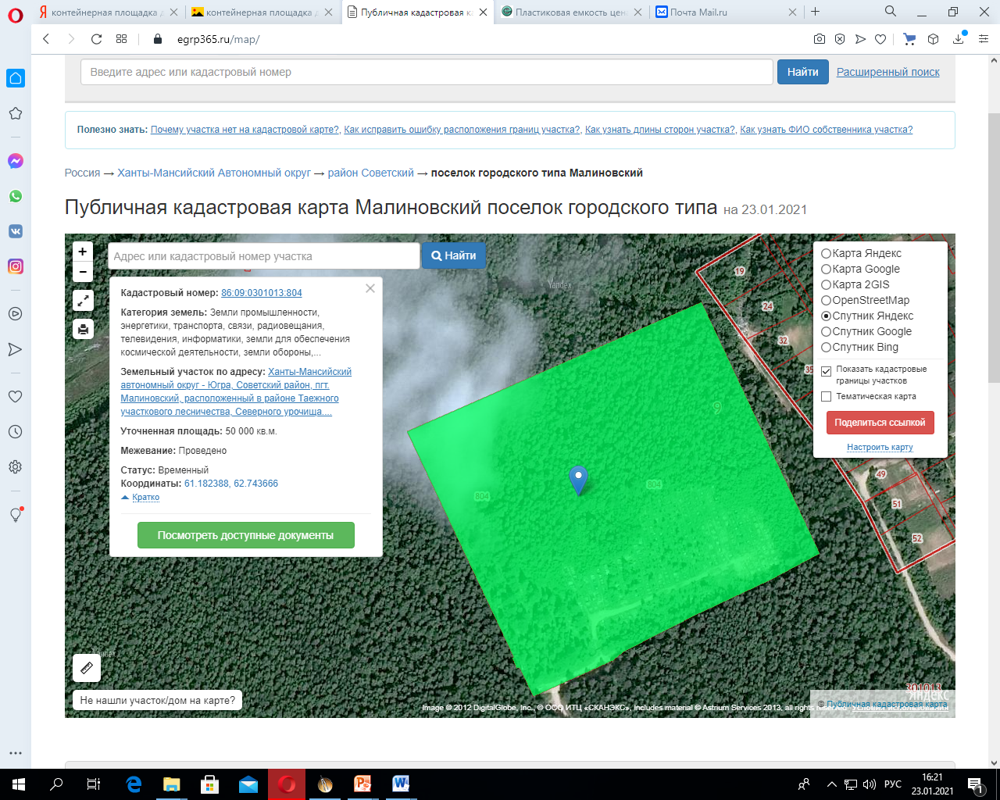 контейнерная площадка д
контейнерная площадка д
Публичная кадастровая ка
Пластиковая емкость цен
Почта Mail.ru
egrp365.ru/map/
Введите адрес или кадастровый номер
Найти
Расширенный поиск
Полезно знать: Почему участка нет на кадастровой карте?, Как исправить ошибку расположения границ участка?, Как узнать длины сторон участка?, Как узнать ФИО собственника участка?
Россия → Ханты-Мансийский Автономный округ → район Советский → поселок городского типа Малиновский
Публичная кадастровая карта Малиновский поселок городского типа на 23.01.2021
+
−
Адрес или кадастровый номер участка
Найти
Кадастровый номер: 86:09:0301013:804
Категория земель: Земли промышленности,
энергетики, транспорта, связи, радиовещания,
телевидения, информатики, земли для обеспечения
космической деятельности, земли обороны,...
Земельный участок по адресу: Ханты-Мансийский
автономный округ - Югра, Советский район, пгт.
Малиновский, расположенный в районе Таежного
участкового лесничества, Северного урочища....
Уточненная площадь: 50 000 кв.м.
Межевание: Проведено
Статус: Временный
Координаты: 61.182388, 62.743666
Кратко
Посмотреть доступные документы
Карта Яндекс
Карта Google
Карта 2GIS
OpenStreetMap
Спутник Яндекс
Спутник Google
Спутник Bing
Показать кадастровые
границы участков
Тематическая карта
Поделиться ссылкой
Настроить карту
Yandex
19
24
32
35
9
804
804
49
51
52
Yandex
301013
Яндекс
Не нашли участок/дом на карте?
Image © 2012 DigitalGlobe, Inc., © ООО ИТЦ «СКАНЭКС», Includes material © Astrium Services 2013, all rights reser
© Публичная кадастровая карта
РУС
16:21
23.01.2021
1